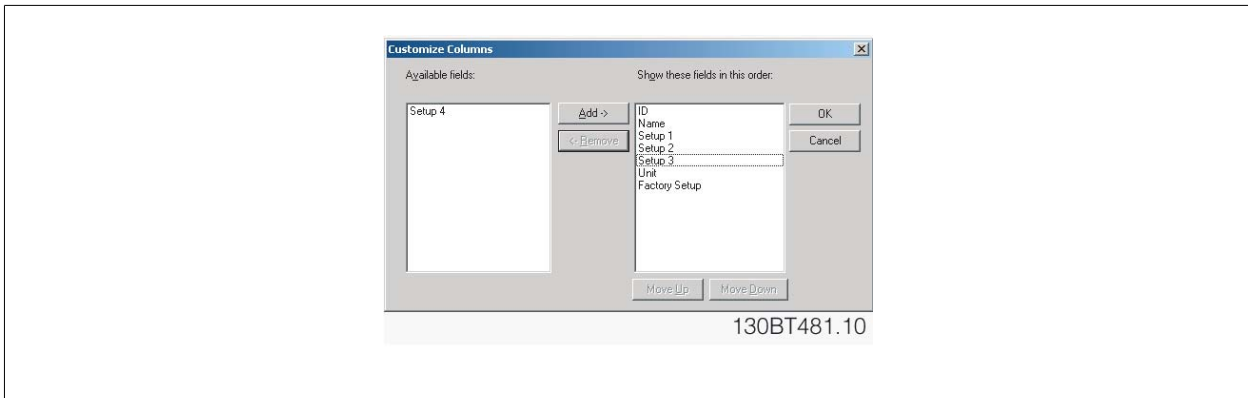 Customize Columns
Available fields:
Show these fields in this order:
Setup 4
Add ->
<- Remove
ID
Name
Setup 1
Setup 2
Setup 3
Unit
Factory Setup
OK
Cancel
Move Up
Move Down
130BT481.10